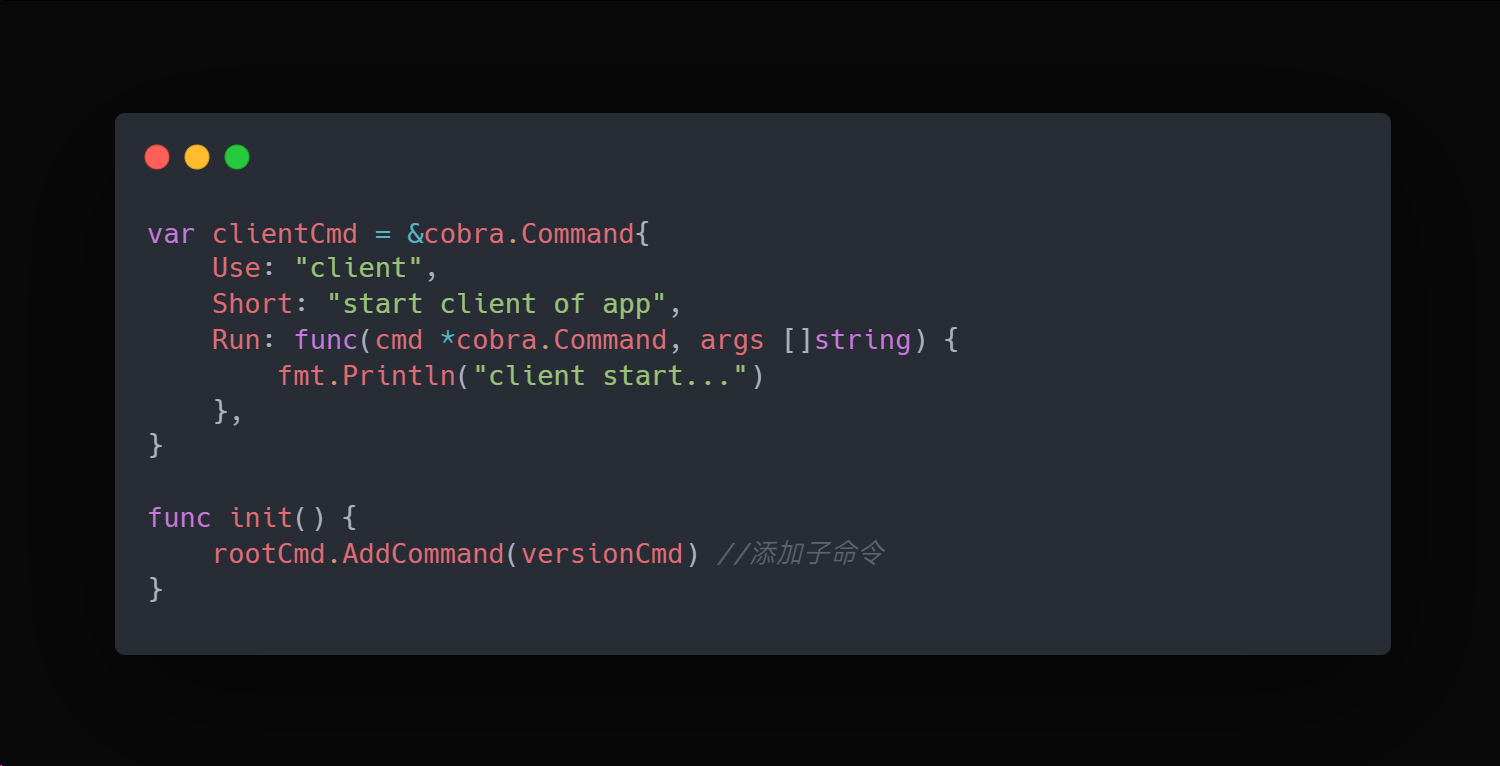 var clientCmd = &cobra.Command{
    Use: "client",
    Short: "start client of app",
    Run: func(cmd *cobra.Command, args []string) {
        fmt.Println("client start...")
    },
}

func init() {
    rootCmd.AddCommand(versionCmd) //添加子命令
}